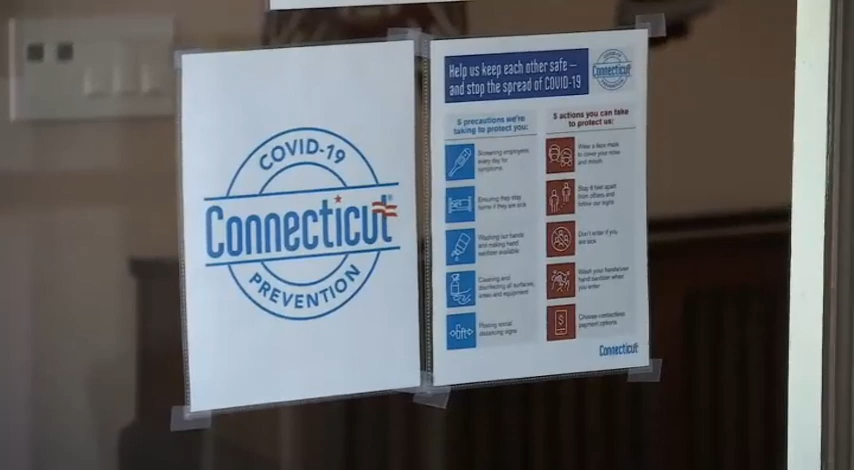 COVID-19
Connecticut
PREVENTION
Help us keep each other safe –
and stop the spread of COVID-19
COVID-19
Connecticut
PREVENTION
5 precautions we're
taking to protect you:
Screening employees
every day for
symptoms
Ensuring they stay
home if they are sick
Washing our hands
and making hand
sanitizer available
Cleaning and
disinfecting all surfaces,
areas and equipment
6ft
Posting social
distancing signs
5 actions you can take
to protect us:
Wear a face mask
to cover your nose
and mouth
Stay 6 feet apart
from others and
follow our signs
Don't enter if you
are sick
Wash your hands/use
hand sanitizer when
you enter
Choose contactless
payment options
Connecticut